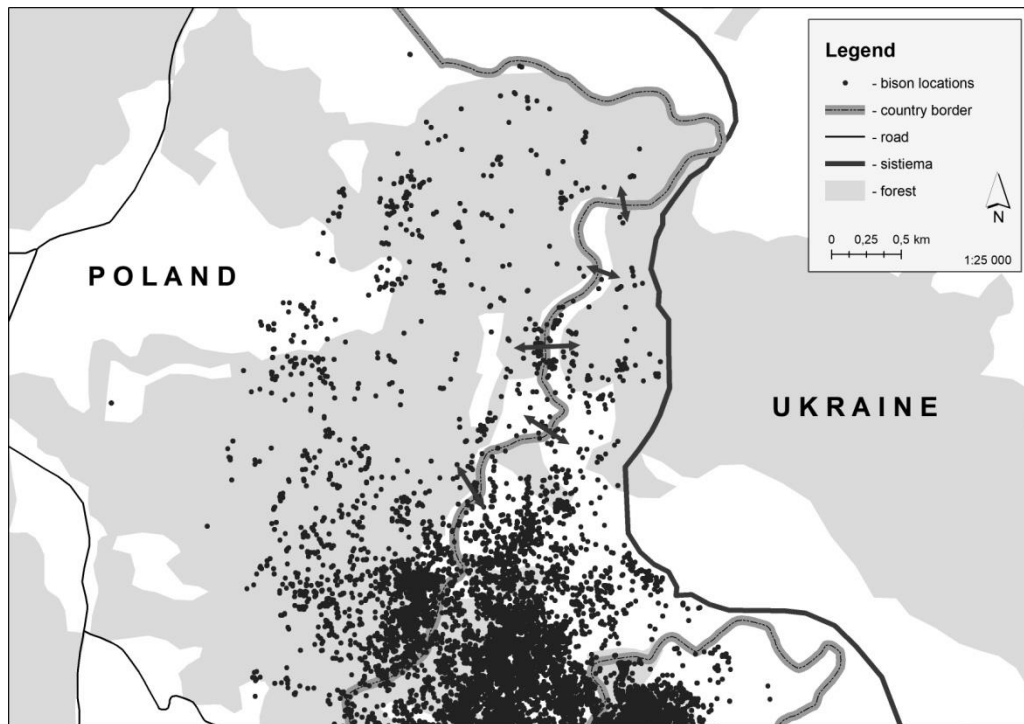 Legend
- bison locations
- country border
- road
- sistiema
- forest
N
0 0,25 0,5 km
1:25 000
POLAND
UKRAINE